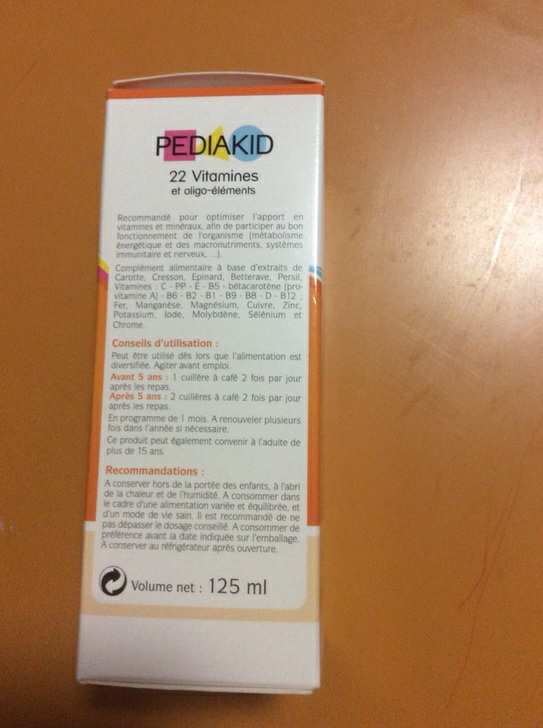 PEDIAKID
22 Vitamines
et oligo-éléments
Recommandé pour optimiser l'apport en
vitamines et minéraux, afin de participer au bon
fonctionnement de l'organisme (métabolisme
énergétique et des macronutriments, systèmes
immunitaire et nerveux, ...).
Complément alimentaire à base d'extraits de
Carotte, Cresson, Epinard, Betterave, Persil,
Vitamines : C - PP - E - B5 - bétacarotène (pro-
vitamine A) - B6 - B2 - B1 - B9 - B8 - D - B12 ;
Fer, Manganèse, Magnésium, Cuivre, Zinc,
Potassium, Iode, Molybdène, Sélénium et
Chrome.
Conseils d'utilisation :
Peut être utilisé dès lors que l'alimentation est
diversifiée. Agiter avant emploi.
Avant 5 ans : 1 cuillère à café 2 fois par jour
après les repas.
Après 5 ans : 2 cuillères à café 2 fois par jour
après les repas.
En programme de 1 mois. A renouveler plusieurs
fois dans l'année si nécessaire.
Ce produit peut également convenir à l'adulte de
plus de 15 ans.
Recommandations :
A conserver hors de la portée des enfants, à l'abri
de la chaleur et de l'humidité. A consommer dans
le cadre d'une alimentation variée et équilibrée, et
d'un mode de vie sain. Il est recommandé de ne
pas dépasser le dosage conseillé. A consommer de
préférence avant la date indiquée sur l'emballage.
A conserver au réfrigérateur après ouverture.
Volume net : 125 ml